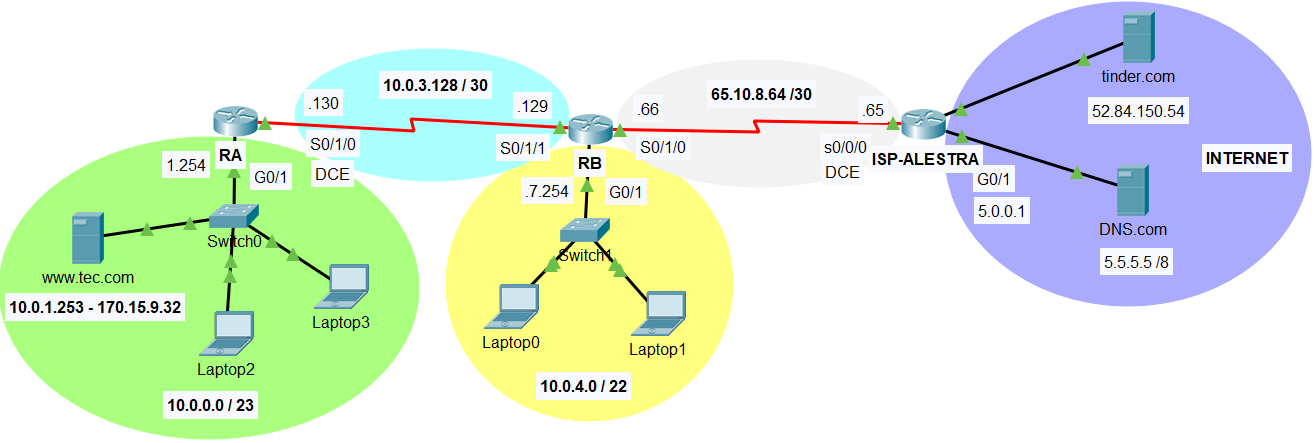 10.0.3.128 / 30
.130
.129
S0/1/0
DCE
S0/1/1
RA
1.254
G0/1
Switch0
www.tec.com
10.0.1.253 - 170.15.9.32
Laptop2
Laptop3
10.0.0.0 / 23
65.10.8.64 /30
.66
.65
S0/1/0
s0/0/0
DCE
RB
.7.254
G0/1
Switch1
Laptop0
Laptop1
10.0.4.0 / 22
ISP-ALESTRA
G0/1
5.0.0.1
tinder.com
52.84.150.54
INTERNET
DNS.com
5.5.5.5 /8